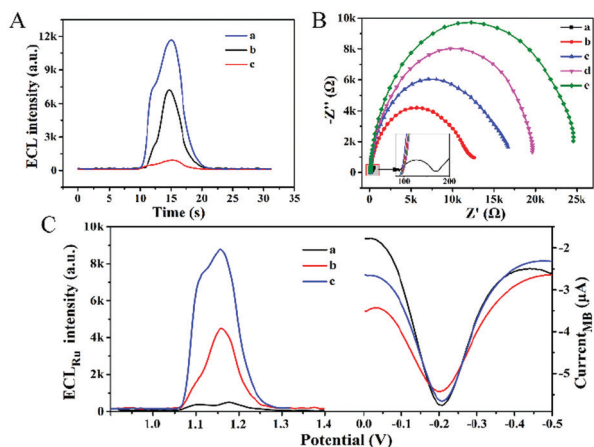 A
ECL intensity (a.u.)
12k
9k
6k
3k
0
0 5 10 15 20 25 30 35
Time (s)
a
b
c
B
-Z'' (Ω)
10k
8k
6k
4k
2k
0
0 5k 10k 15k 20k 25k
Z' (Ω)
a
b
c
d
e
100 200
C
ECLRu intensity (a.u.)
10k
8k
6k
4k
2k
0
1.0 1.1 1.2 1.3 1.4
a
b
c
0.0 -0.1 -0.2 -0.3 -0.4 -0.5
Potential (V)
-2
-3
-4
-5
CurrentMB (μA)